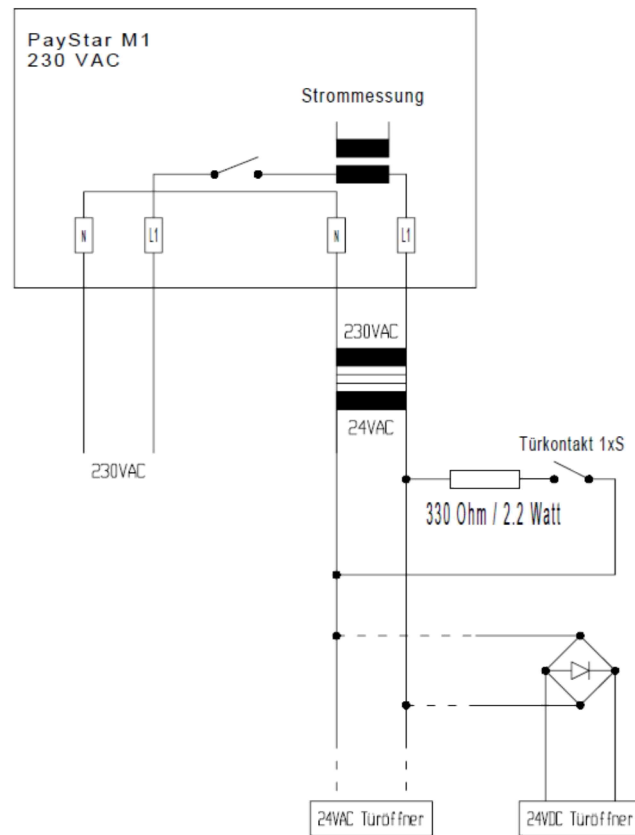 PayStar M1
230 VAC
Strommessung
N
L1
N
L1
230VAC
24VAC
230VAC
Türkontakt 1xS
330 Ohm / 2.2 Watt
24VAC Türöffner
24VDC Türöffner